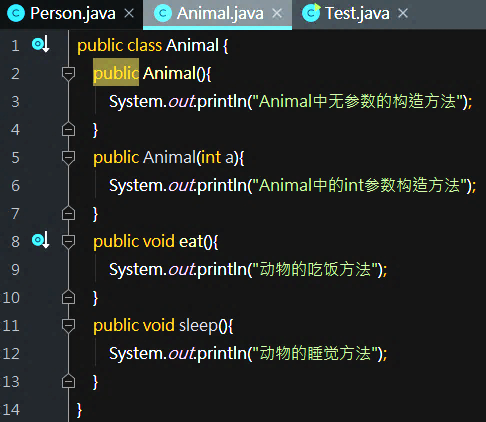 Person.java × Animal.java × Test.java ×
1 public class Animal {
2 public Animal(){
3 System.out.println("Animal中无参数的构造方法");
4 }
5 public Animal(int a){
6 System.out.println("Animal中的int参数构造方法");
7 }
8 public void eat(){
9 System.out.println("动物的吃饭方法");
10 }
11 public void sleep(){
12 System.out.println("动物的睡觉方法");
13 }
14 }